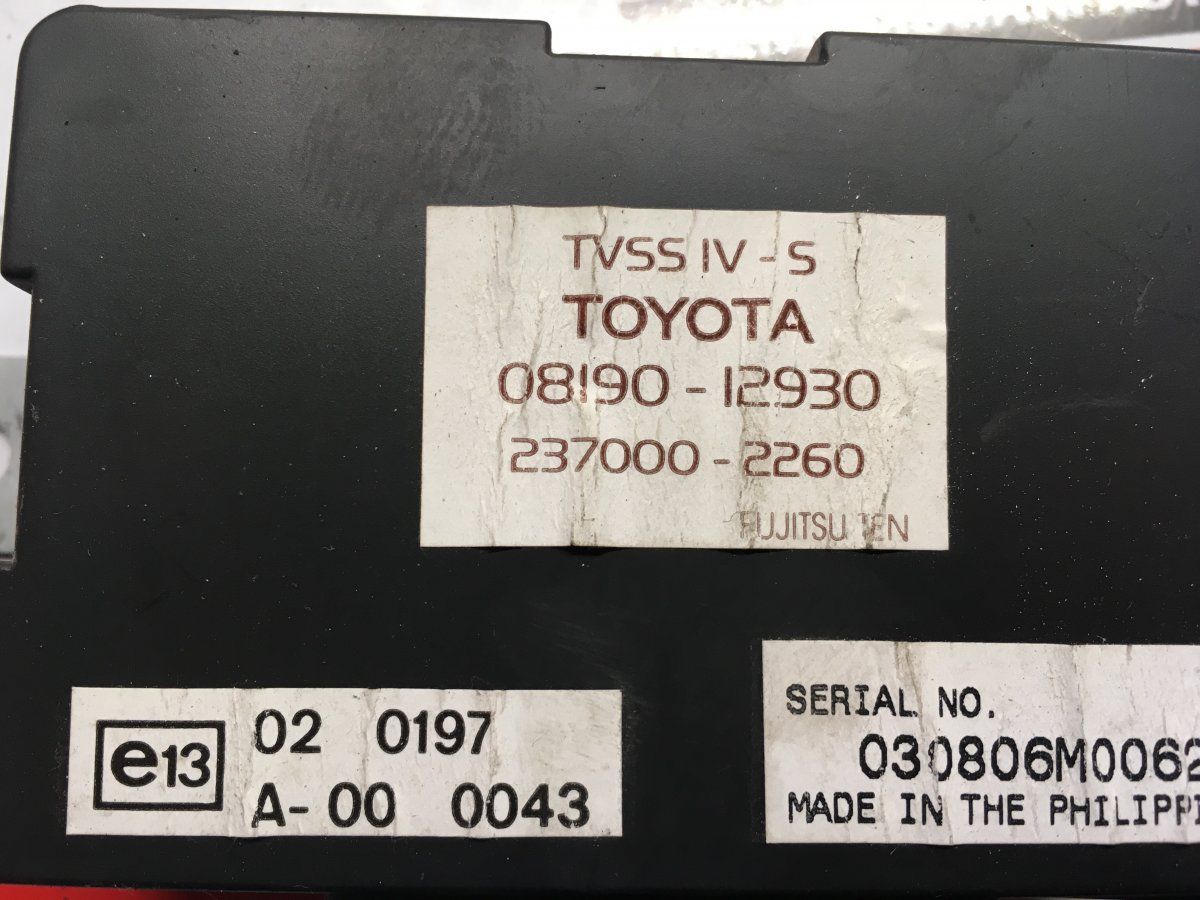 TVSS IV - S
TOYOTA
08190 - 12930
237000 - 2260
FUJITSU TEN
e13
02 0197
A-00 0043
SERIAL NO.
030806M0062
MADE IN THE PHILIPPI